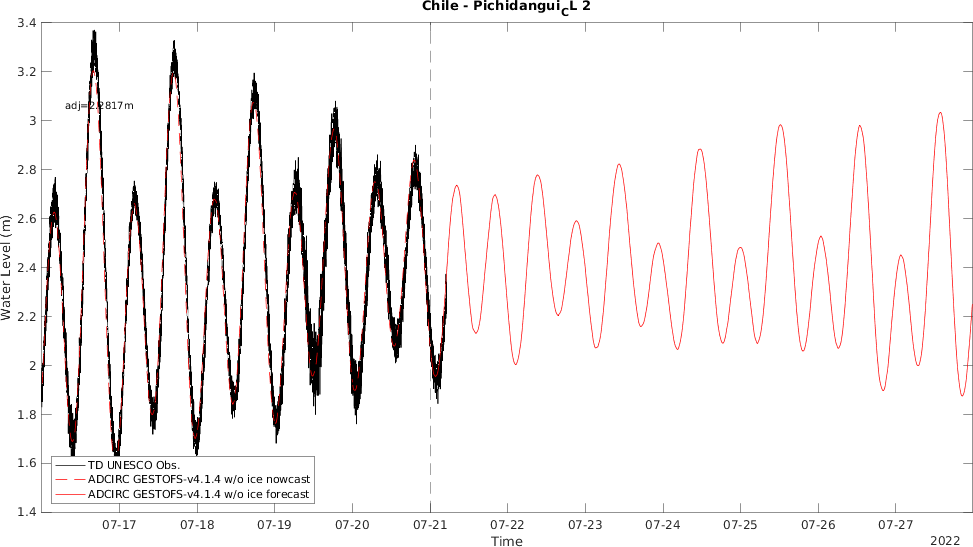 Chile - PichidanguiCL 2
3.4
3.2
3
2.8
2.6
2.4
2.2
2
1.8
1.6
1.4
Water Level (m)
adj=2.2817m
TD UNESCO Obs.
ADCIRC GESTOFS-v4.1.4 w/o ice nowcast
ADCIRC GESTOFS-v4.1.4 w/o ice forecast
07-17 07-18 07-19 07-20 07-21 07-22 07-23 07-24 07-25 07-26 07-27
Time
2022